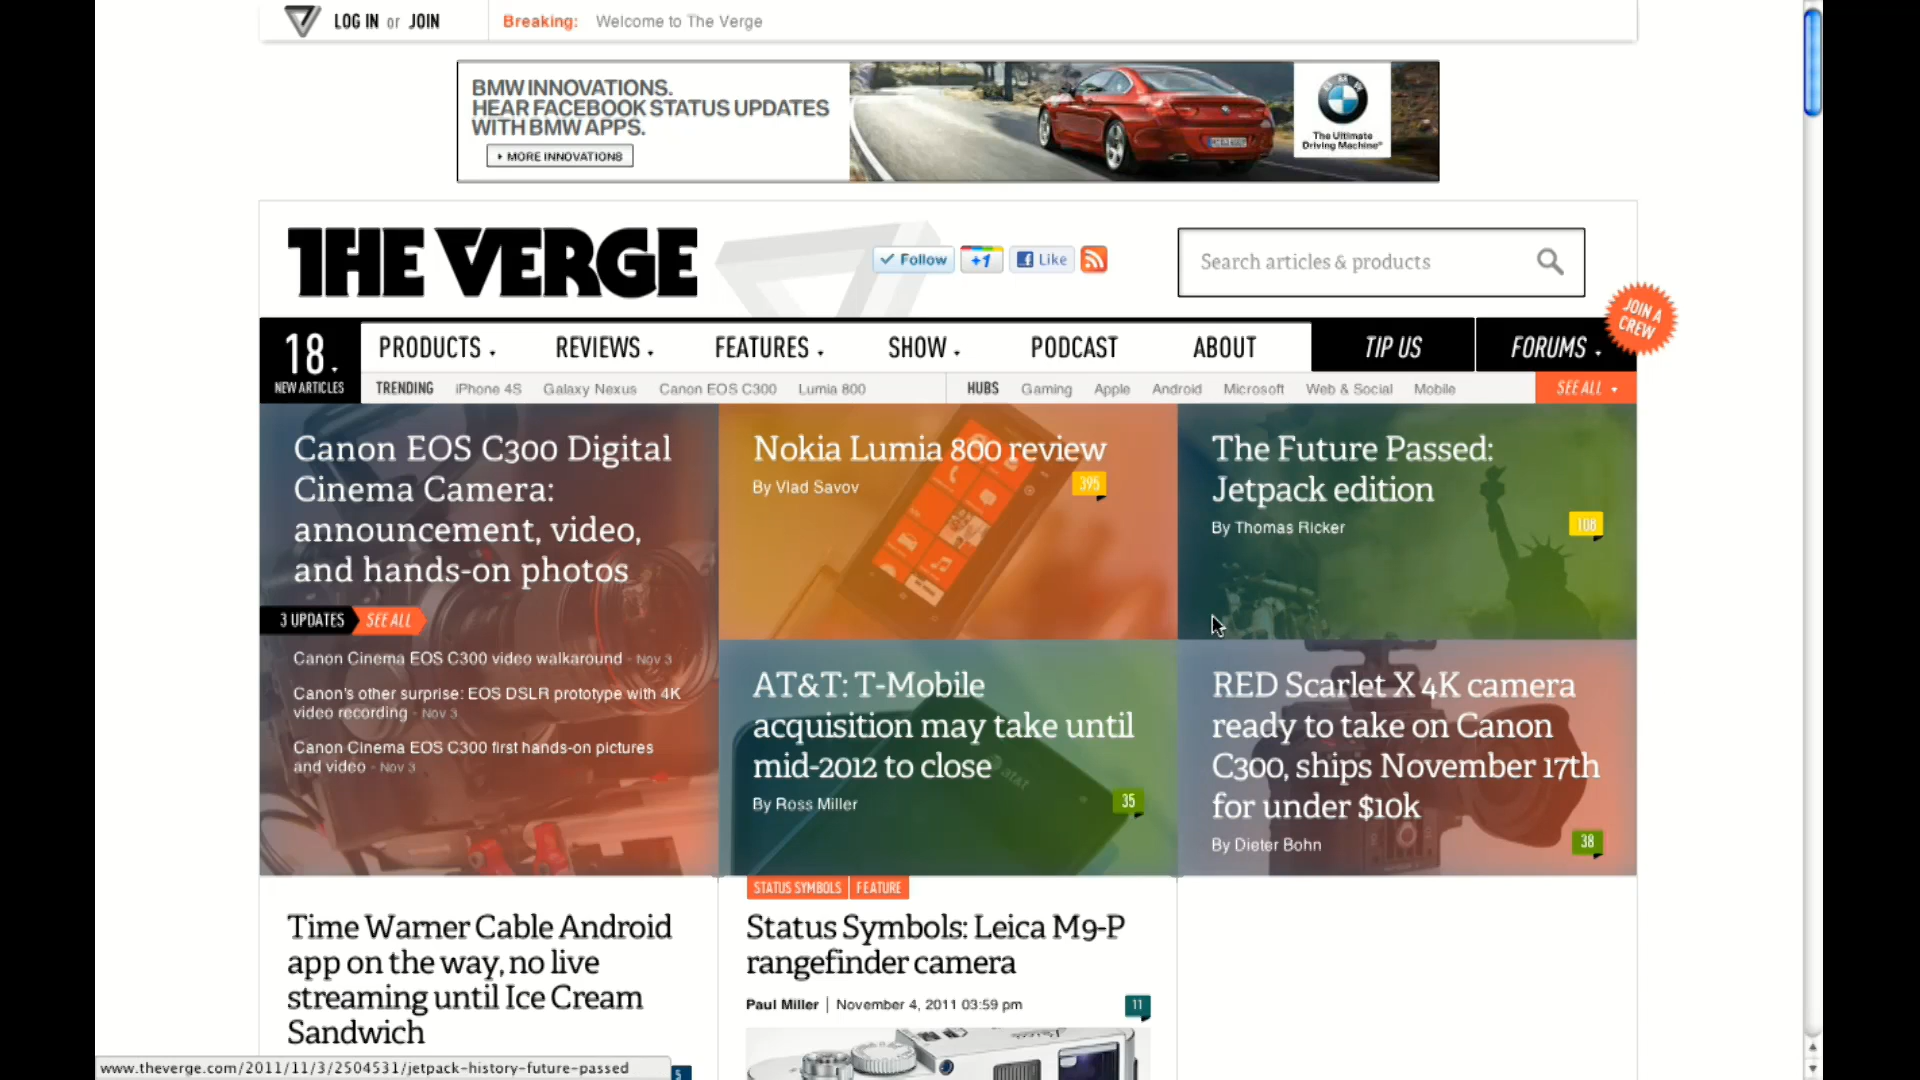 LOG IN or JOIN
Breaking: Welcome to The Verge
BMW INNOVATIONS.
HEAR FACEBOOK STATUS UPDATES
WITH BMW APPS.
MORE INNOVATIONS
The Ultimate
Driving Machine®
THE VERGE
Follow
+1
Like
Search articles & products
JOIN A
CREW
18
NEW ARTICLES
PRODUCTS
REVIEWS
FEATURES
SHOW
PODCAST
ABOUT
TIP US
FORUMS
TRENDING iPhone 4S Galaxy Nexus Canon EOS C300 Lumia 800
HUBS Gaming Apple Android Microsoft Web & Social Mobile
SEE ALL
Canon EOS C300 Digital
Cinema Camera:
announcement, video,
and hands-on photos
3 UPDATES SEE ALL
Canon Cinema EOS C300 video walkaround - Nov 3
Canon's other surprise: EOS DSLR prototype with 4K
video recording - Nov 3
Canon Cinema EOS C300 first hands-on pictures
and video - Nov 3
Nokia Lumia 800 review
By Vlad Savov
395
The Future Passed:
Jetpack edition
By Thomas Ricker
108
AT&T: T-Mobile
acquisition may take until
mid-2012 to close
By Ross Miller
35
at&t
RED Scarlet X 4K camera
ready to take on Canon
C300, ships November 17th
for under $10k
By Dieter Bohn
38
Time Warner Cable Android
app on the way, no live
streaming until Ice Cream
Sandwich
5
STATUS SYMBOLS FEATURE
Status Symbols: Leica M9-P
rangefinder camera
Paul Miller | November 4, 2011 03:59 pm
11
Leica
www.theverge.com/2011/11/3/2504531/jetpack-history-future-passed